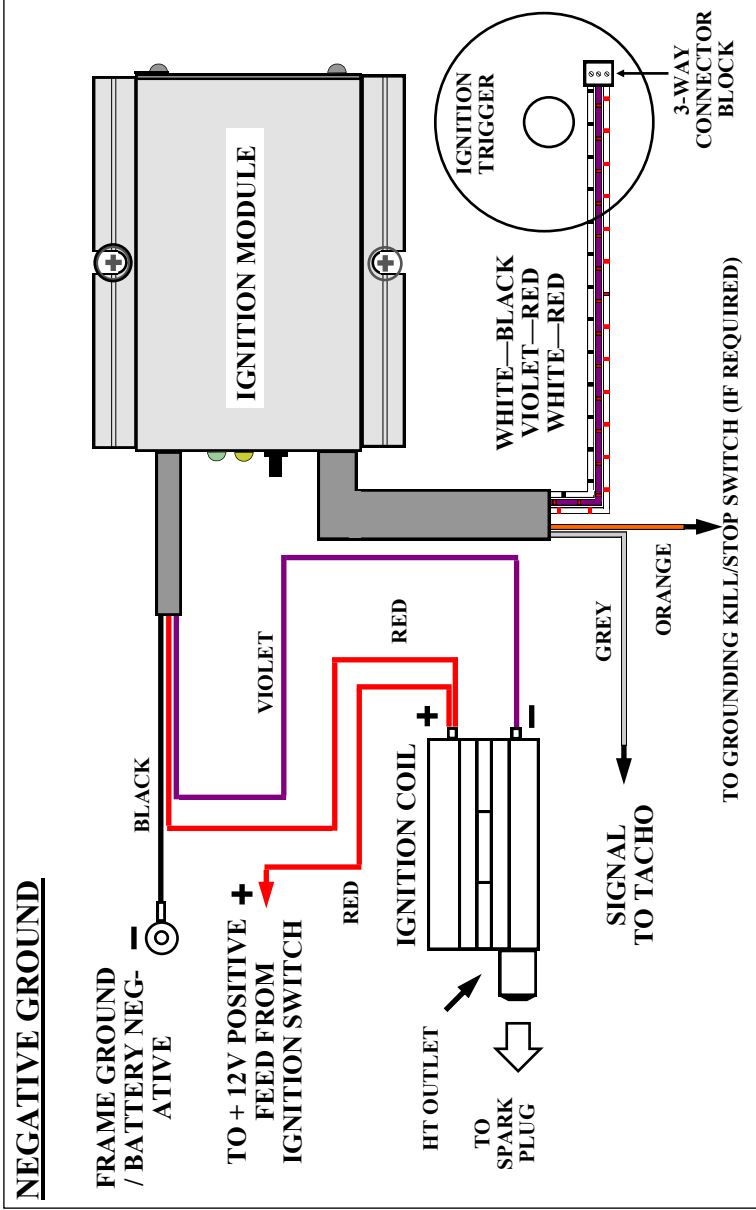 NEGATIVE GROUND
FRAME GROUND
/ BATTERY NEG-
ATIVE
−
BLACK
TO + 12V POSITIVE
FEED FROM
IGNITION SWITCH
+
RED
VIOLET
RED
IGNITION MODULE
IGNITION COIL
+
−
HT OUTLET
TO
SPARK
PLUG
SIGNAL
TO TACHO
GREY
ORANGE
TO GROUNDING KILL/STOP SWITCH (IF REQUIRED)
WHITE—BLACK
VIOLET—RED
WHITE—RED
IGNITION
TRIGGER
3-WAY
CONNECTOR
BLOCK